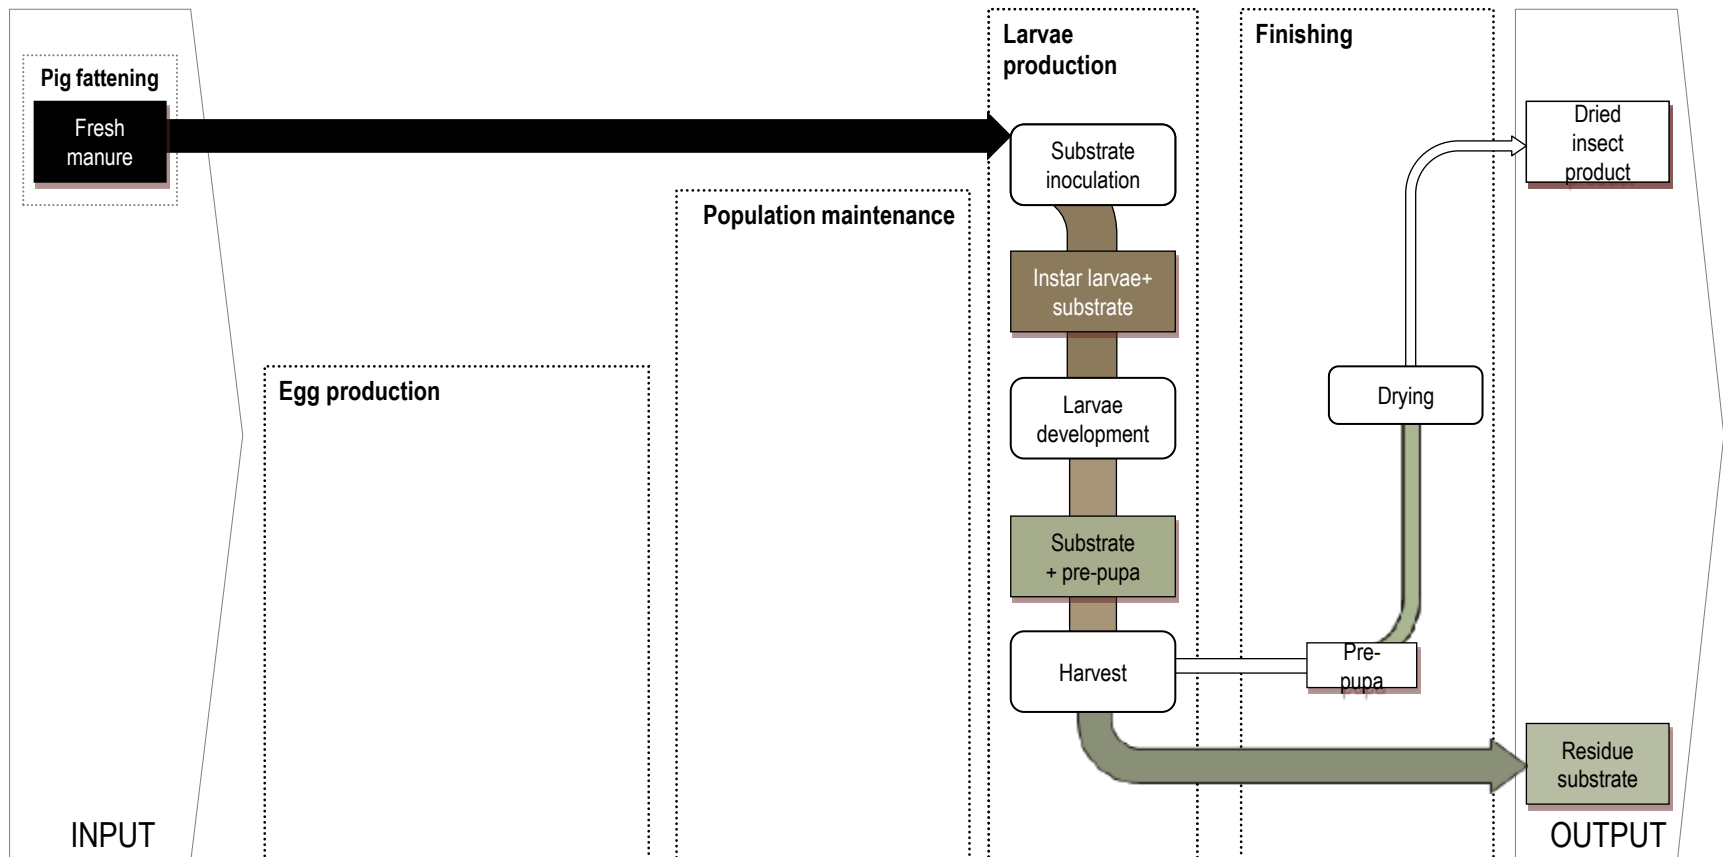 Pig fattening
Fresh
manure
INPUT
Egg production
Population maintenance
Larvae
production
Substrate
inoculation
Instar larvae+
substrate
Larvae
development
Substrate
+ pre-pupa
Harvest
Finishing
Drying
Pre-
pupa
Dried
insect
product
Residue
substrate
OUTPUT